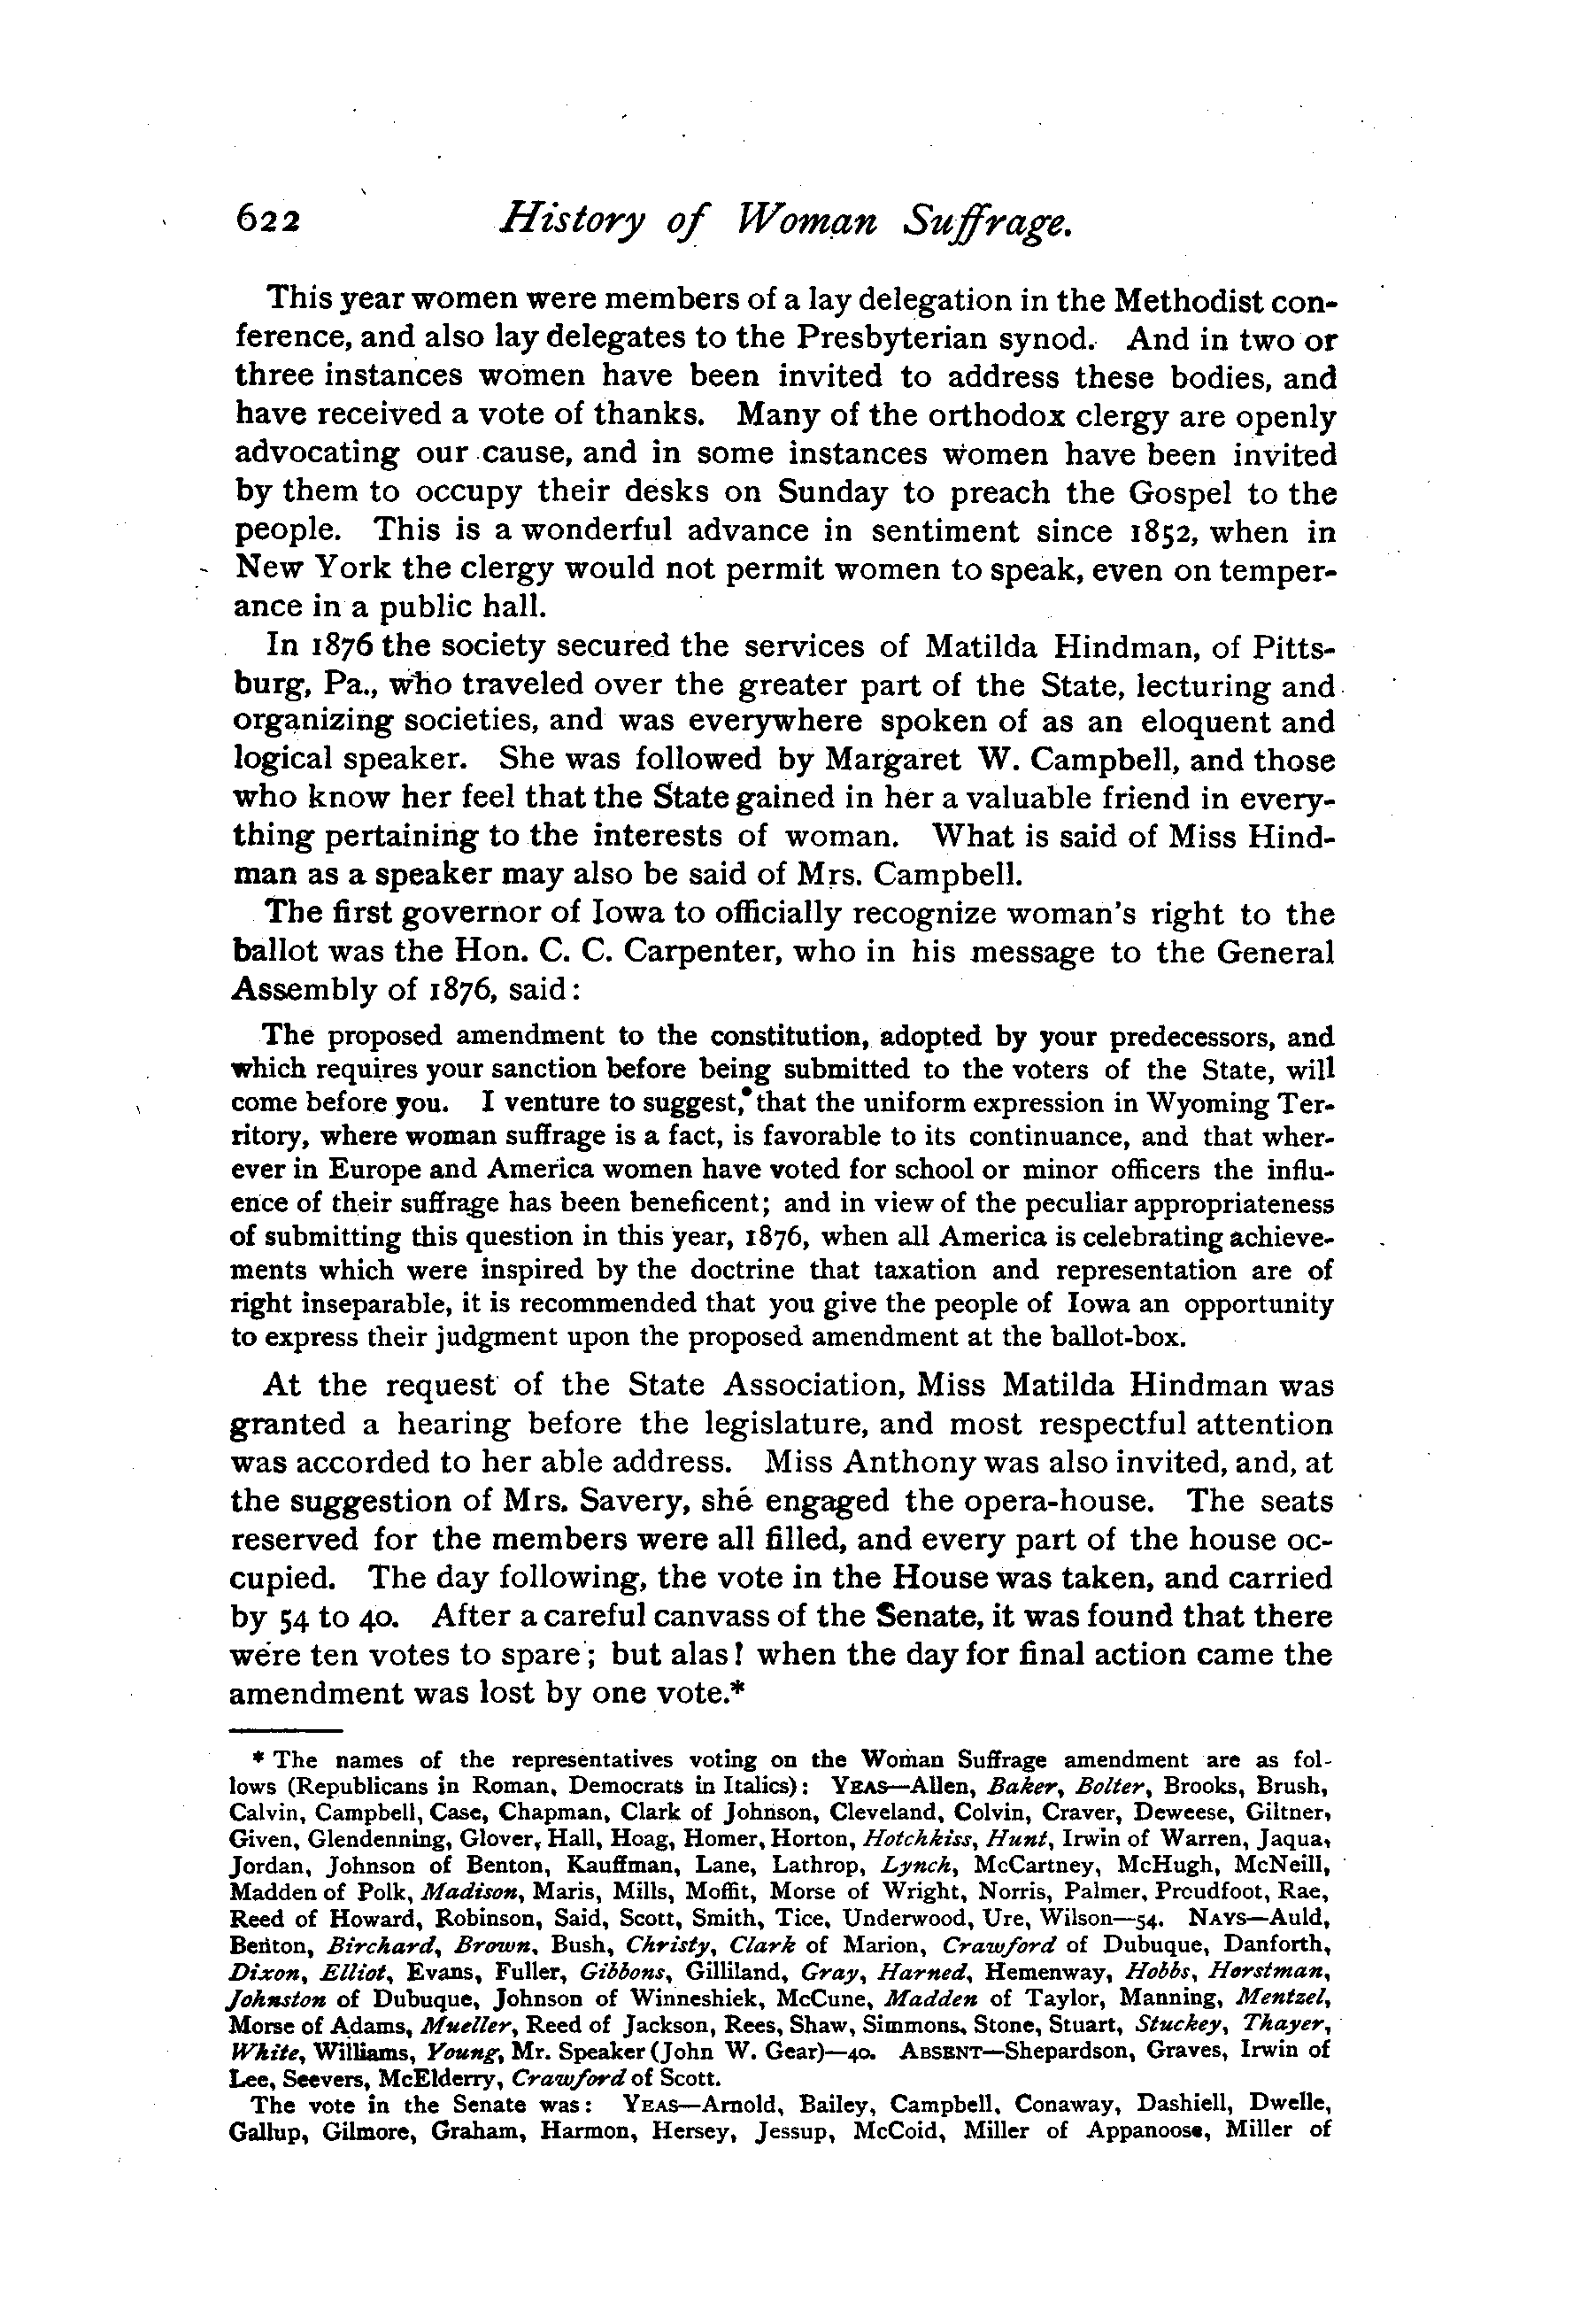 622 History of Woman Suffrage.
This year women were members of a lay delegation in the Methodist con-
ference, and also lay delegates to the Presbyterian synod. And in two or
three instances women have been invited to address these bodies, and
have received a vote of thanks. Many of the orthodox clergy are openly
advocating our cause, and in some instances women have been invited
by them to occupy their desks on Sunday to preach the Gospel to the
people. This is a wonderful advance in sentiment since 1852, when in
New York the clergy would not permit women to speak, even on temper-
ance in a public hall.
In 1876 the society secured the services of Matilda Hindman, of Pitts-
burg, Pa., who traveled over the greater part of the State, lecturing and
organizing societies, and was everywhere spoken of as an eloquent and
logical speaker. She was followed by Margaret W. Campbell, and those
who know her feel that the State gained in her a valuable friend in every-
thing pertaining to the interests of woman. What is said of Miss Hind-
man as a speaker may also be said of Mrs. Campbell.
The first governor of Iowa to officially recognize woman's right to the
ballot was the Hon. C. C. Carpenter, who in his message to the General
Assembly of 1876, said:
The proposed amendment to the constitution, adopted by your predecessors, and
which requires your sanction before being submitted to the voters of the State, will
come before you. I venture to suggest, that the uniform expression in Wyoming Ter-
ritory, where woman suffrage is a fact, is favorable to its continuance, and that wher-
ever in Europe and America women have voted for school or minor officers the influ-
ence of their suffrage has been beneficent; and in view of the peculiar appropriateness
of submitting this question in this year, 1876, when all America is celebrating achieve-
ments which were inspired by the doctrine that taxation and representation are of
right inseparable, it is recommended that you give the people of Iowa an opportunity
to express their judgment upon the proposed amendment at the ballot-box.
At the request of the State Association, Miss Matilda Hindman was
granted a hearing before the legislature, and most respectful attention
was accorded to her able address. Miss Anthony was also invited, and, at
the suggestion of Mrs. Savery, she engaged the opera-house. The seats
reserved for the members were all filled, and every part of the house oc-
cupied. The day following, the vote in the House was taken, and carried
by 54 to 40. After a careful canvass of the Senate, it was found that there
were ten votes to spare; but alas! when the day for final action came the
amendment was lost by one vote.*
* The names of the representatives voting on the Woman Suffrage amendment are as fol-
lows (Republicans in Roman, Democrats in Italics): YEAS—Allen, Baker, Bolter, Brooks, Brush,
Calvin, Campbell, Case, Chapman, Clark of Johnson, Cleveland, Colvin, Craver, Deweese, Giltner,
Given, Glendenning, Glover, Hall, Hoag, Homer, Horton, Hotchkiss, Hunt, Irwin of Warren, Jaqua,
Jordan, Johnson of Benton, Kauffman, Lane, Lathrop, Lynch, McCartney, McHugh, McNeill,
Madden of Polk, Madison, Maris, Mills, Moffit, Morse of Wright, Norris, Palmer, Proudfoot, Rae,
Reed of Howard, Robinson, Said, Scott, Smith, Tice, Underwood, Ure, Wilson—54. NAYS—Auld,
Benton, Birchard, Brown, Bush, Christy, Clark of Marion, Crawford of Dubuque, Danforth,
Dixon, Elliot, Evans, Fuller, Gibbons, Gilliland, Gray, Harned, Hemenway, Hobbs, Horstman,
Johnston of Dubuque, Johnson of Winneshiek, McCune, Madden of Taylor, Manning, Mentzel,
Morse of Adams, Mueller, Reed of Jackson, Rees, Shaw, Simmons, Stone, Stuart, Stuckey, Thayer,
White, Williams, Young, Mr. Speaker (John W. Gear)—40. ABSENT—Shepardson, Graves, Irwin of
Lee, Seevers, McElderry, Crawford of Scott.
The vote in the Senate was: YEAS—Arnold, Bailey, Campbell, Conaway, Dashiell, Dwelle,
Gallup, Gilmore, Graham, Harmon, Hersey, Jessup, McCoid, Miller of Appanoose, Miller of